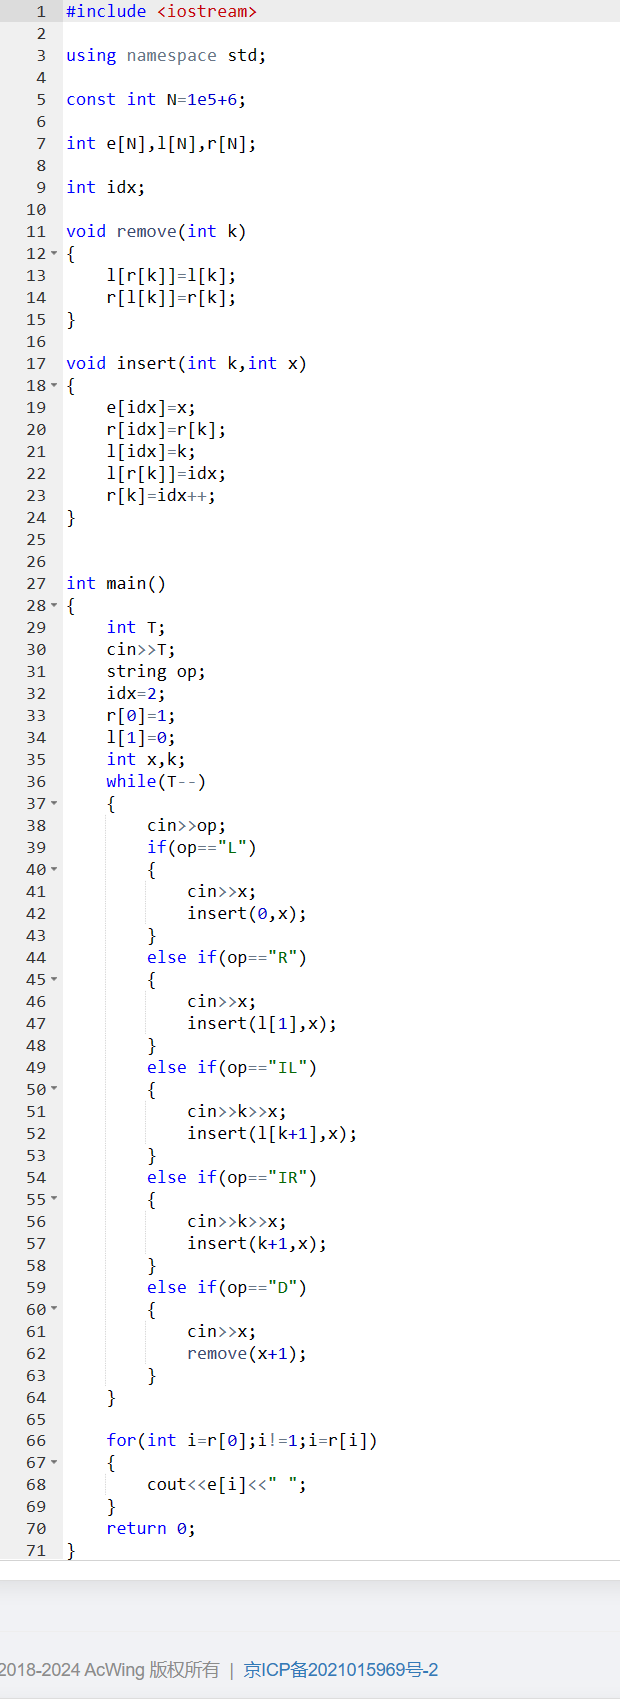 1 #include <iostream>
2
3 using namespace std;
4
5 const int N=1e5+6;
6
7 int e[N],l[N],r[N];
8
9 int idx;
10
11 void remove(int k)
12 {
13     l[r[k]]=l[k];
14     r[l[k]]=r[k];
15 }
16
17 void insert(int k,int x)
18 {
19     e[idx]=x;
20     r[idx]=r[k];
21     l[idx]=k;
22     l[r[k]]=idx;
23     r[k]=idx++;
24 }
25
26
27 int main()
28 {
29     int T;
30     cin>>T;
31     string op;
32     idx=2;
33     r[0]=1;
34     l[1]=0;
35     int x,k;
36     while(T--)
37     {
38         cin>>op;
39         if(op=="L")
40         {
41             cin>>x;
42             insert(0,x);
43         }
44         else if(op=="R")
45         {
46             cin>>x;
47             insert(l[1],x);
48         }
49         else if(op=="IL")
50         {
51             cin>>k>>x;
52             insert(l[k+1],x);
53         }
54         else if(op=="IR")
55         {
56             cin>>k>>x;
57             insert(k+1,x);
58         }
59         else if(op=="D")
60         {
61             cin>>x;
62             remove(x+1);
63         }
64     }
65
66     for(int i=r[0];i!=1;i=r[i])
67     {
68         cout<<e[i]<<" ";
69     }
70     return 0;
71 }
2018-2024 AcWing 版权所有 | 京ICP备2021015969号-2